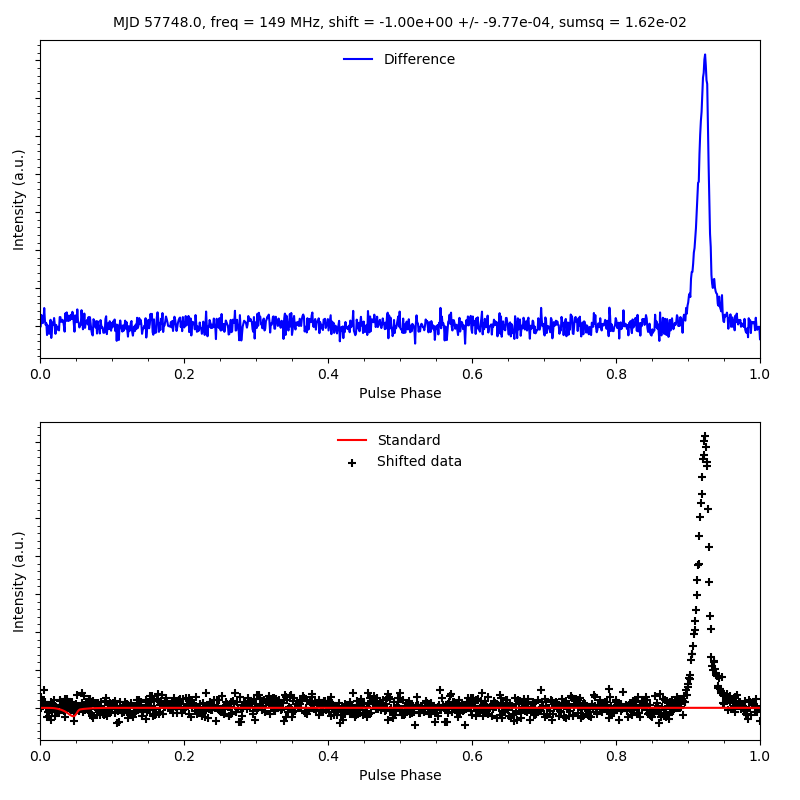 MJD 57748.0, freq = 149 MHz, shift = -1.00e+00 +/- -9.77e-04, sumsq = 1.62e-02
Difference
Intensity (a.u.)
0.0 0.2 0.4 0.6 0.8 1.0
Pulse Phase
Standard
Shifted data
Intensity (a.u.)
0.0 0.2 0.4 0.6 0.8 1.0
Pulse Phase